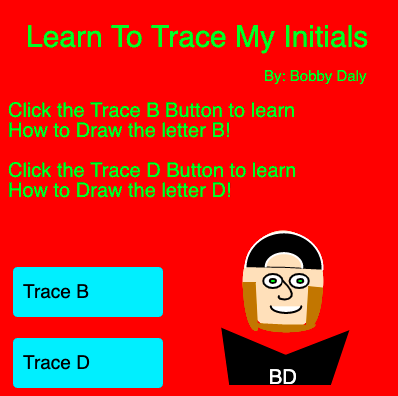 Learn To Trace My Initials
By: Bobby Daly
Click the Trace B Button to learn
How to Draw the letter B!
Click the Trace D Button to learn
How to Draw the letter D!
Trace B
Trace D
BD